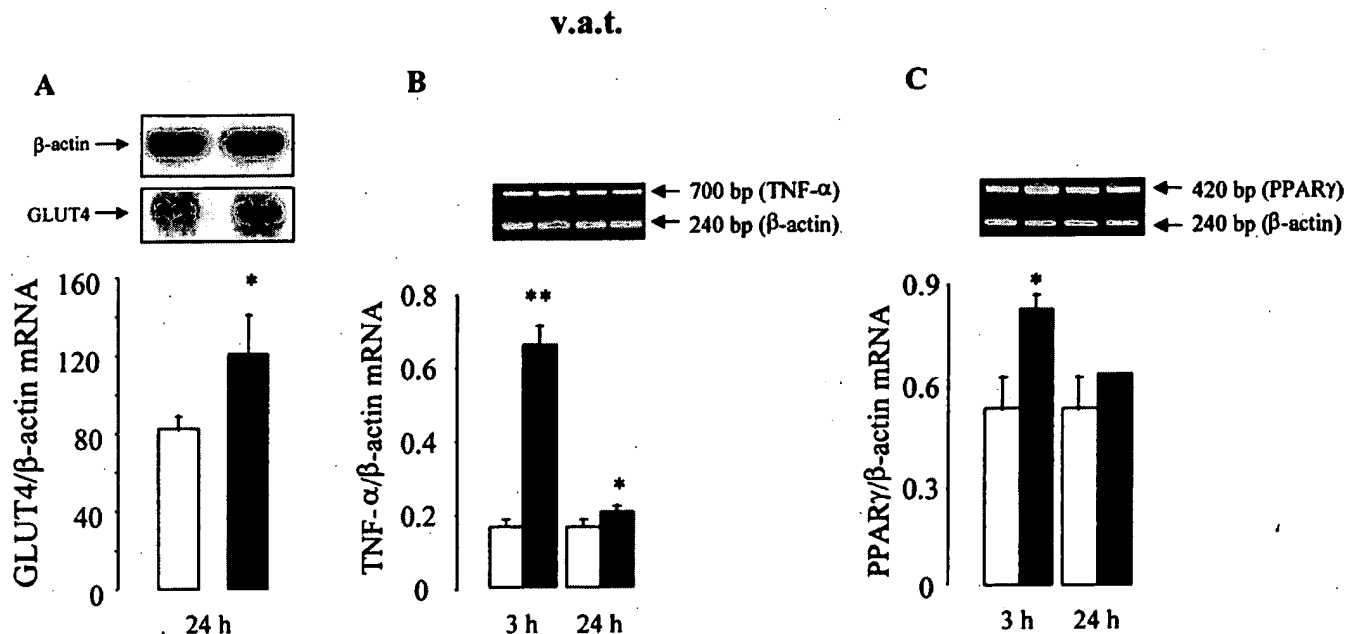 v.a.t.
A
β-actin
GLUT4
GLUT4/β-actin mRNA
160
120
80
40
0
*
24 h
B
700 bp (TNF-α)
240 bp (β-actin)
TNF-α/β-actin mRNA
0.8
0.6
0.4
0.2
0
**
*
3 h
24 h
C
420 bp (PPARγ)
240 bp (β-actin)
PPARγ/β-actin mRNA
0.9
0.6
0.3
0
*
3 h
24 h